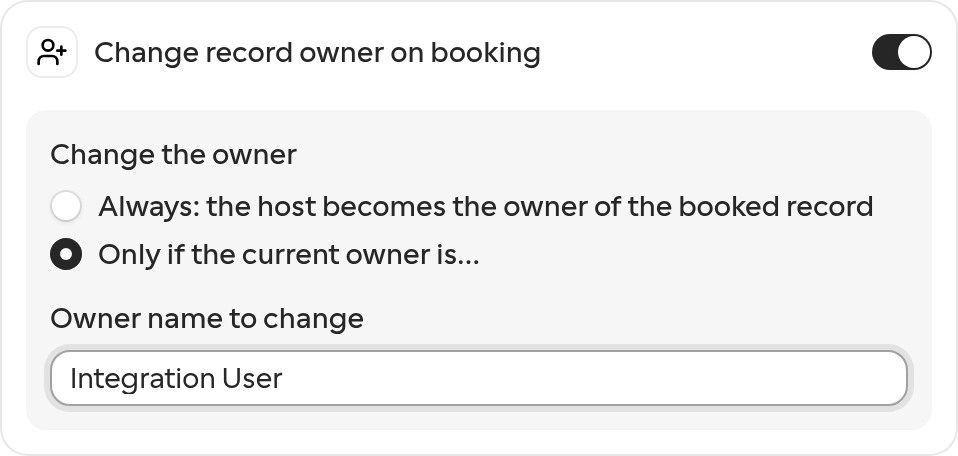 Change record owner on booking
Change the owner
Always: the host becomes the owner of the booked record
Only if the current owner is...
Owner name to change
Integration User